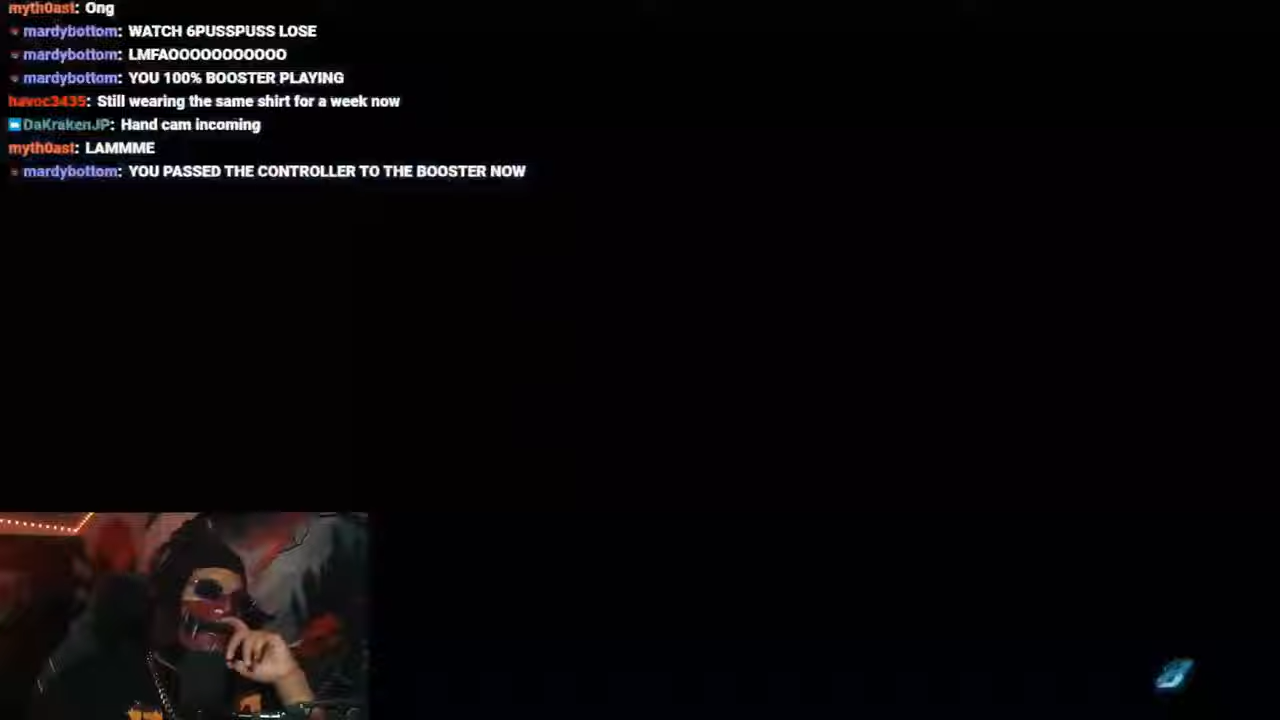 myth0ast: Ong
mardybottom: WATCH 6PUSSPUSS LOSE
mardybottom: LMFAOOOOOOOOOOO
mardybottom: YOU 100% BOOSTER PLAYING
havoc3435: Still wearing the same shirt for a week now
DaKrakenJP: Hand cam incoming
myth0ast: LAMMME
mardybottom: YOU PASSED THE CONTROLLER TO THE BOOSTER NOW